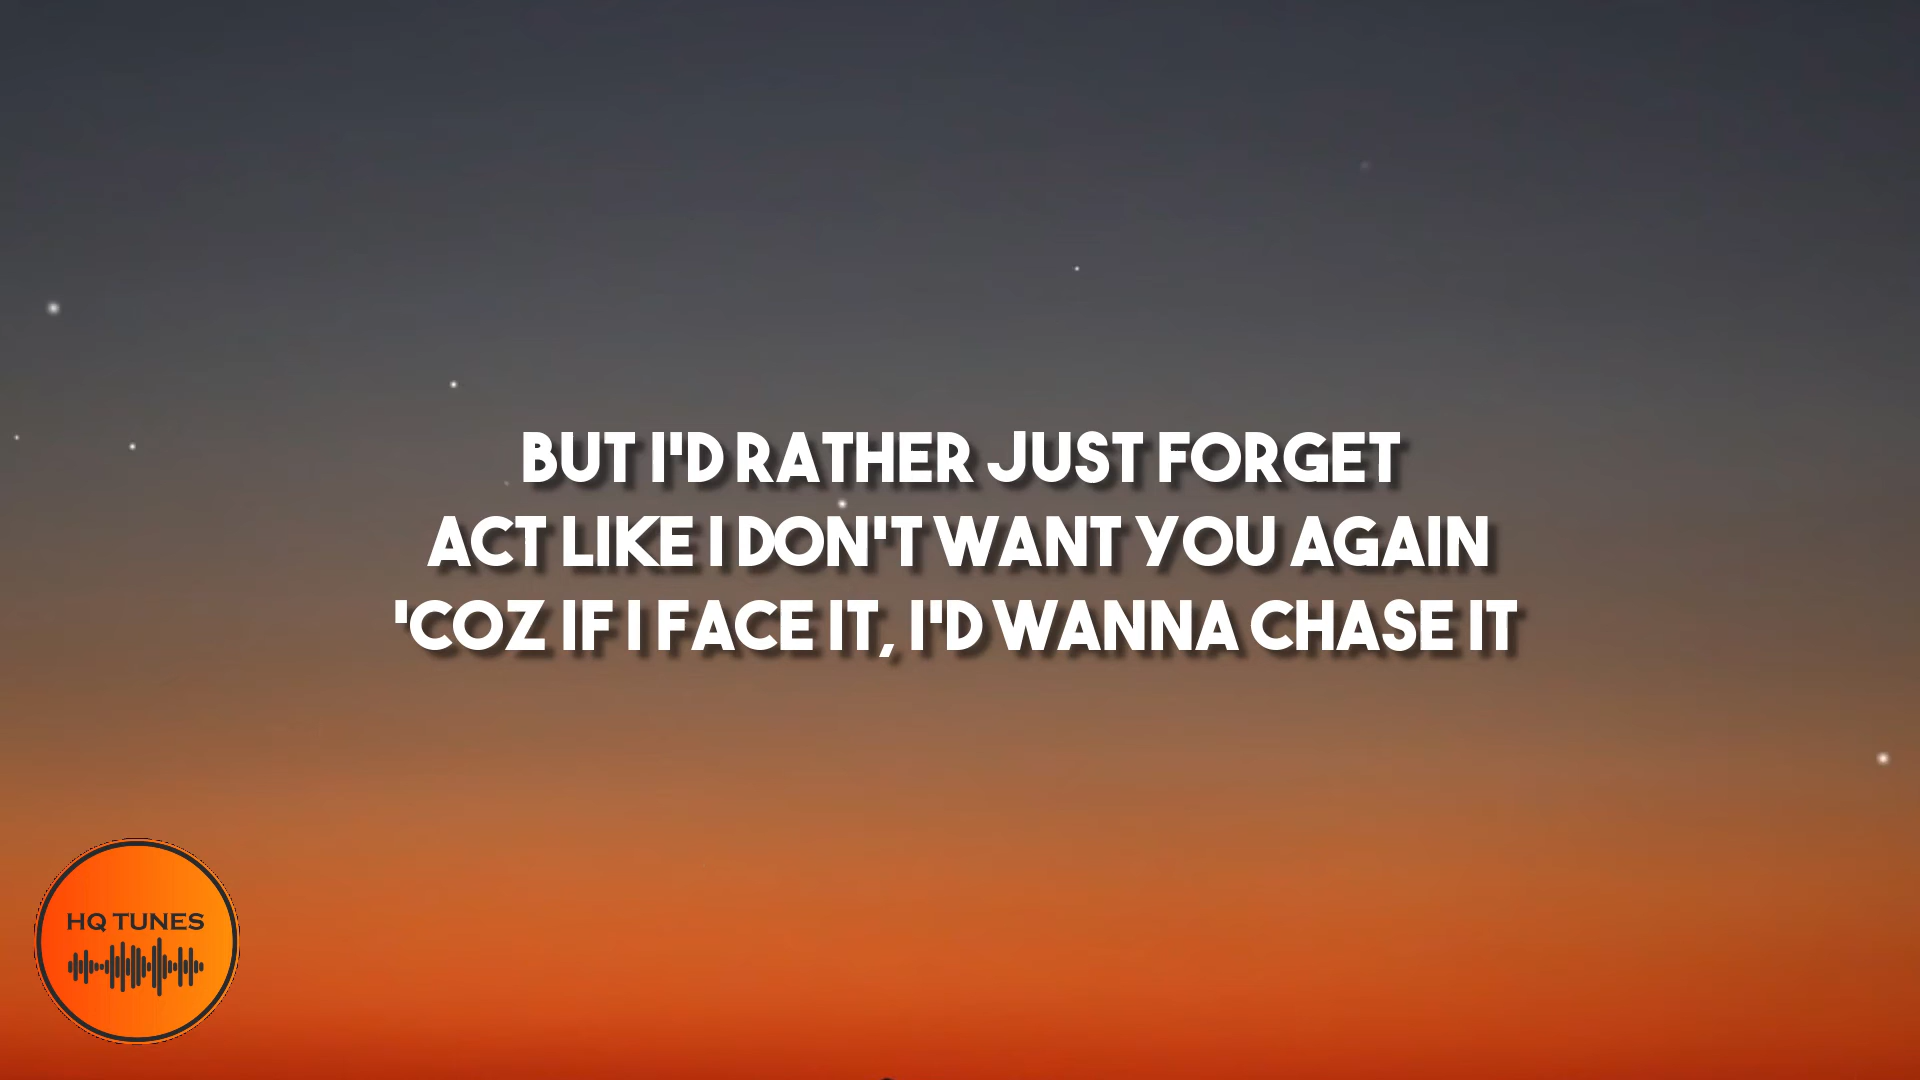 BUT I'D RATHER JUST FORGET
ACT LIKE I DON'T WANT YOU AGAIN
'COZ IF I FACE IT, I'D WANNA CHASE IT
HQ TUNES